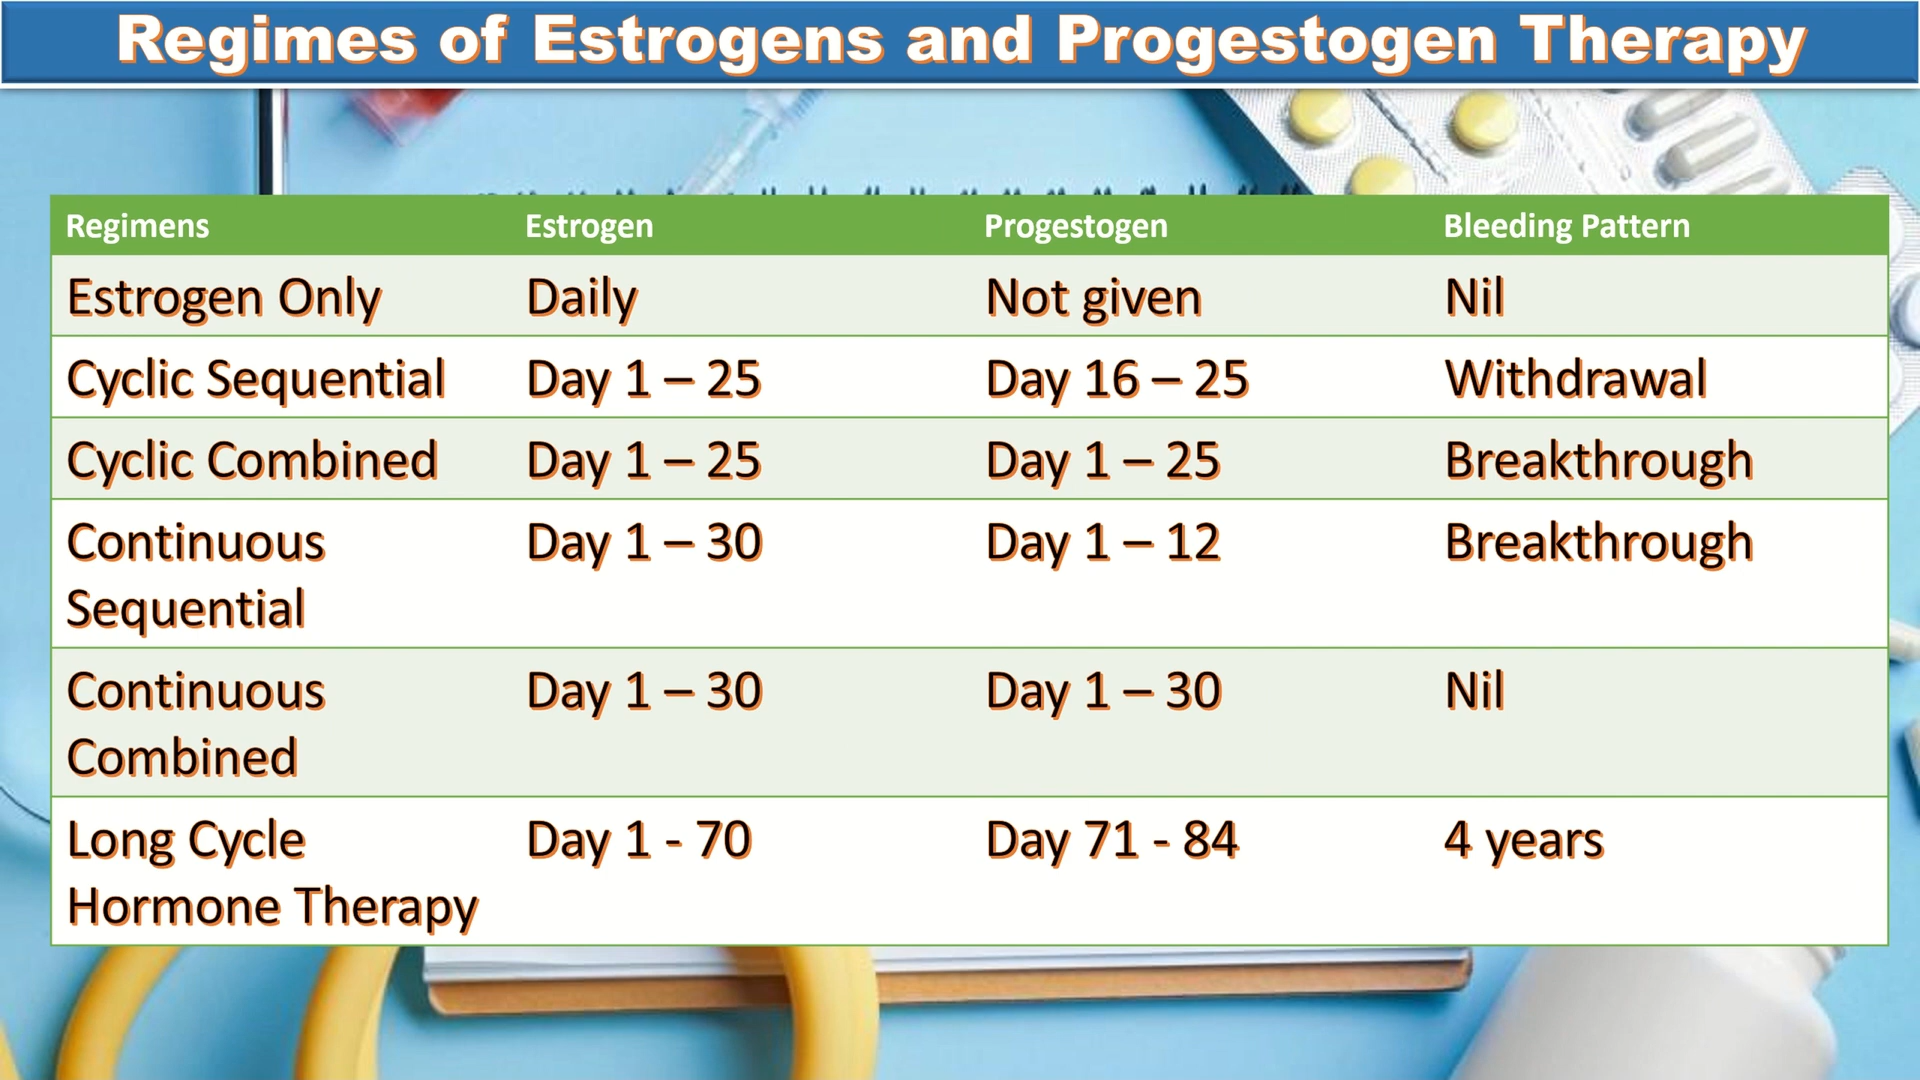 Regimes of Estrogens and Progestogen Therapy
Regimens Estrogen Progestogen Bleeding Pattern
Estrogen Only Daily Not given Nil
Cyclic Sequential Day 1 – 25 Day 16 – 25 Withdrawal
Cyclic Combined Day 1 – 25 Day 1 – 25 Breakthrough
Continuous Day 1 – 30 Day 1 – 12 Breakthrough
Sequential
Continuous Day 1 – 30 Day 1 – 30 Nil
Combined
Long Cycle Day 1 - 70 Day 71 - 84 4 years
Hormone Therapy